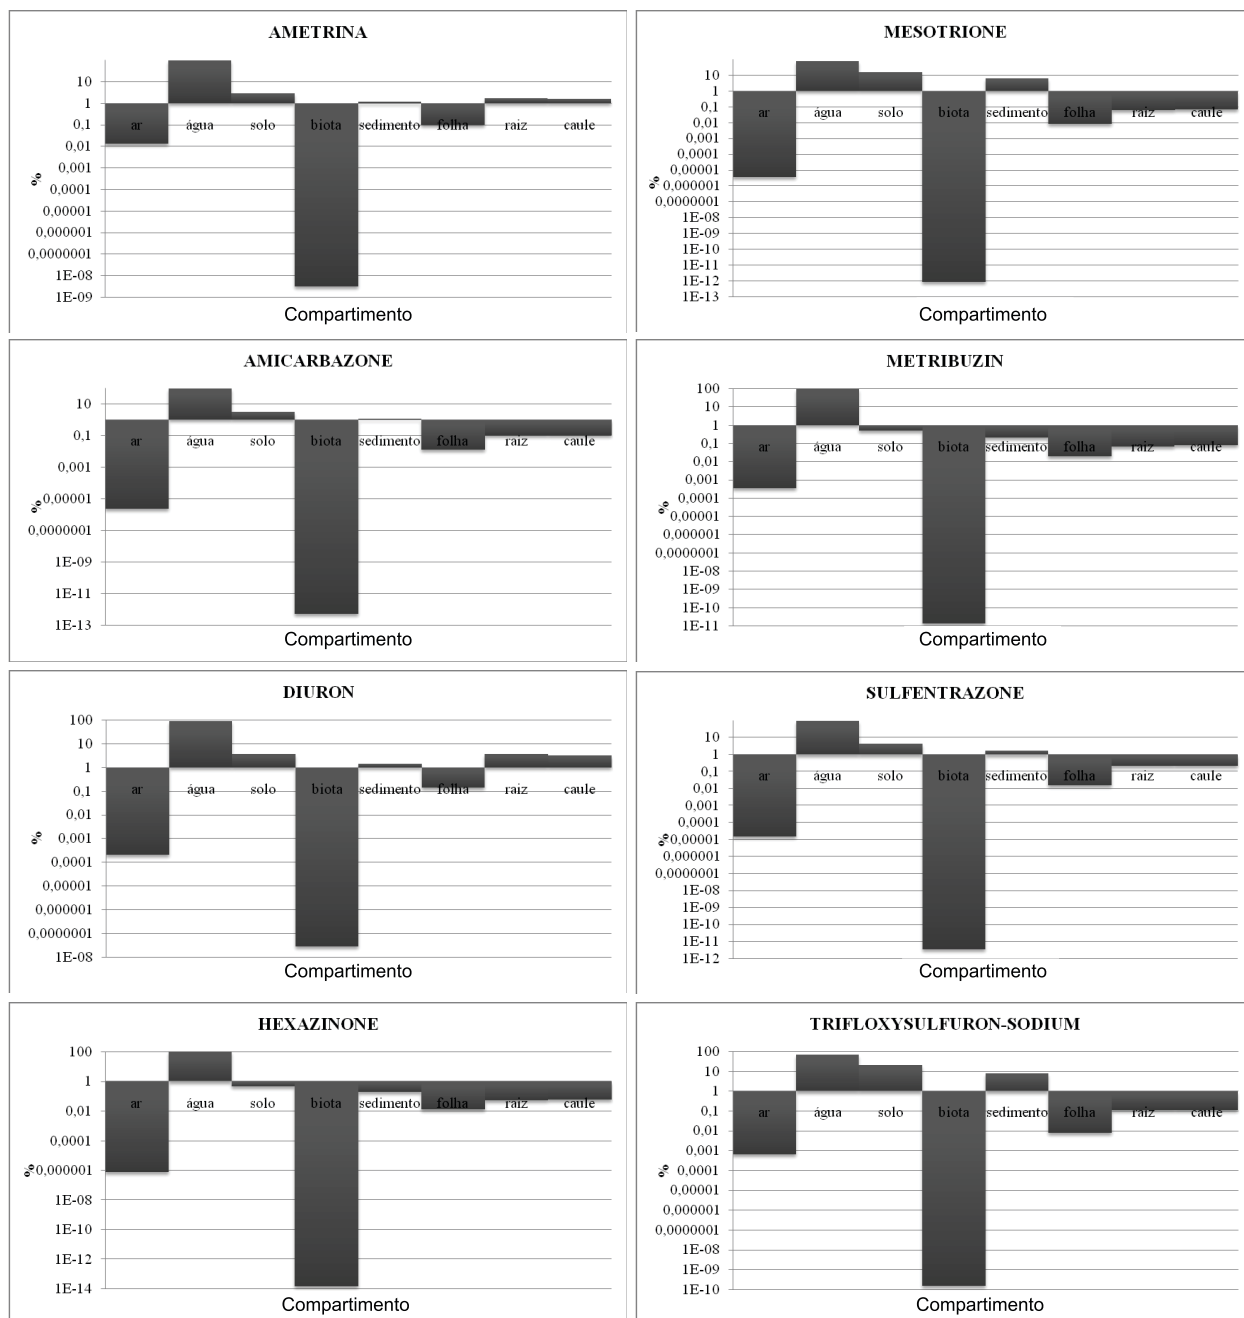 AMETRINA
10
1
0,1
0,01
0,001
0,0001
0,00001
0,000001
0,0000001
1E-08
1E-09
%
ar água solo biota sedimento folha raiz caule
Compartimento
MESOTRIONE
10
1
0,1
0,01
0,001
0,0001
0,00001
0,000001
0,0000001
1E-08
1E-09
1E-10
1E-11
1E-12
1E-13
%
ar água solo biota sedimento folha raiz caule
Compartimento
AMICARBAZONE
10
0,1
0,001
0,00001
0,0000001
1E-09
1E-11
1E-13
%
ar água solo biota sedimento folha raiz caule
Compartimento
METRIBUZIN
100
10
1
0,1
0,01
0,001
0,0001
0,00001
0,000001
0,0000001
1E-08
1E-09
1E-10
1E-11
%
ar água solo biota sedimento folha raiz caule
Compartimento
DIURON
100
10
1
0,1
0,01
0,001
0,0001
0,00001
0,000001
0,0000001
1E-08
%
ar água solo biota sedimento folha raiz caule
Compartimento
SULFENTRAZONE
10
1
0,1
0,01
0,001
0,0001
0,00001
0,000001
0,0000001
1E-08
1E-09
1E-10
1E-11
1E-12
%
ar água solo biota sedimento folha raiz caule
Compartimento
HEXAZINONE
100
1
0,01
0,0001
0,000001
1E-08
1E-10
1E-12
1E-14
%
ar água solo biota sedimento folha raiz caule
Compartimento
TRIFLOXYSULFURON-SODIUM
100
10
1
0,1
0,01
0,001
0,0001
0,00001
0,000001
0,0000001
1E-08
1E-09
1E-10
%
ar água solo biota sedimento folha raiz caule
Compartimento